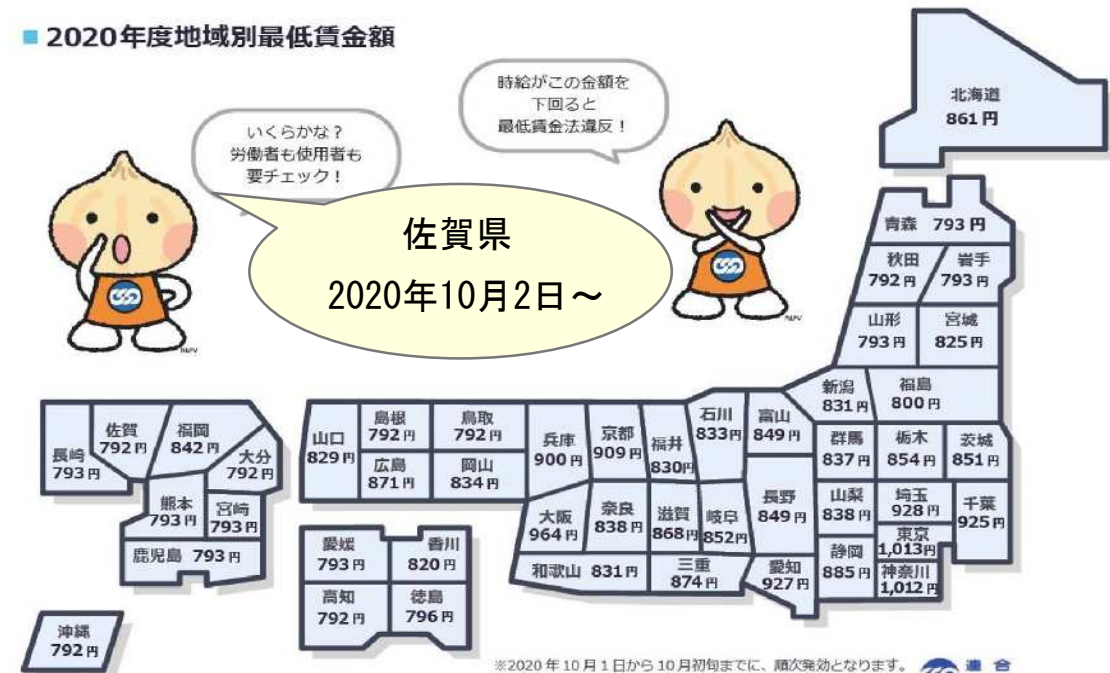 ■ 2020年度地域別最低賃金額
いくらかな？
労働者も使用者も
要チェック！
時給がこの金額を
下回ると
最低賃金法違反！
佐賀県
2020年10月2日～
北海道
861円
青森 793円
秋田
792円
岩手
793円
山形
793円
宮城
825円
新潟
831円
福島
800円
群馬
837円
栃木
854円
茨城
851円
山梨
838円
埼玉
928円
千葉
925円
東京
1,013円
神奈川
1,012円
静岡
885円
石川
833円
富山
849円
福井
830円
長野
849円
岐阜
852円
愛知
927円
三重
874円
滋賀
868円
京都
909円
兵庫
900円
大阪
964円
奈良
838円
和歌山 831円
鳥取
792円
島根
792円
岡山
834円
広島
871円
山口
829円
愛媛
793円
香川
820円
高知
792円
徳島
796円
福岡
842円
佐賀
792円
長崎
793円
大分
792円
熊本
793円
宮崎
793円
鹿児島 793円
沖縄
792円
※2020年10月1日から10月初旬までに、順次発効となります。
連合